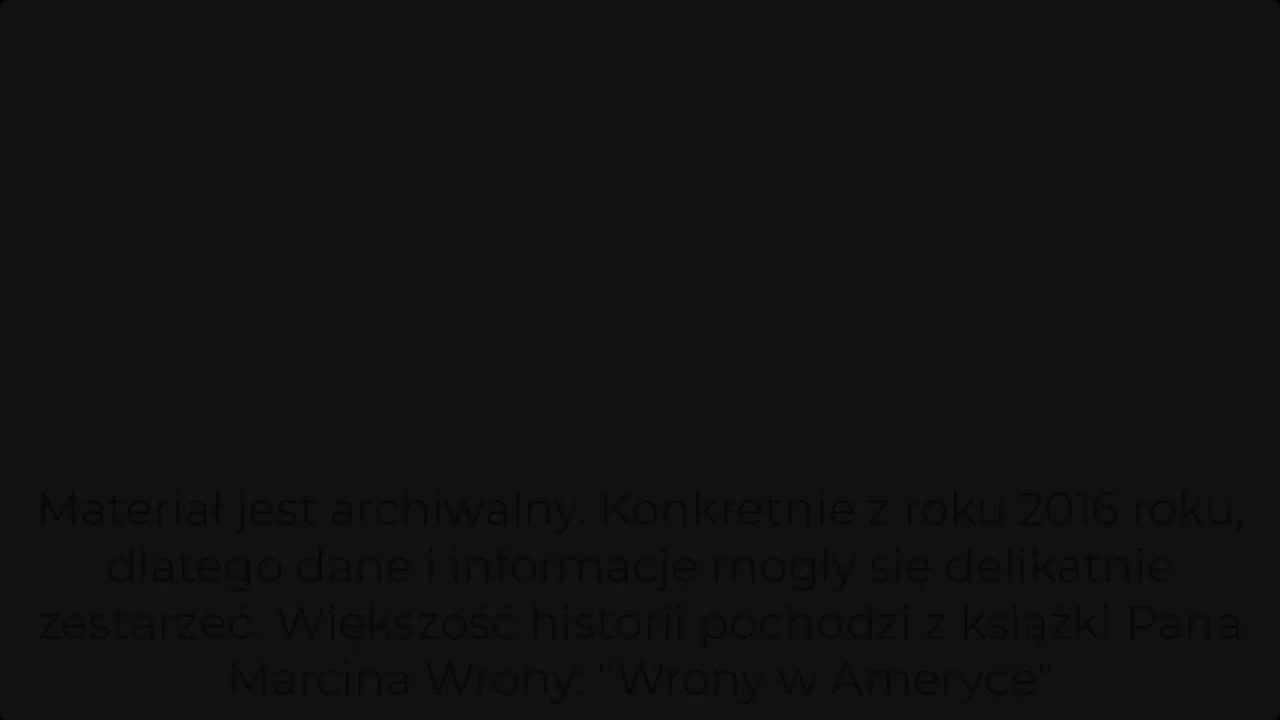 Materiał jest archiwalny. Konkretnie z roku 2016 roku,
dlatego dane i informacje mogły się delikatnie
zestarzeć. Większość historii pochodzi z książki Pana
Marcina Wrony: "Wrony w Ameryce"